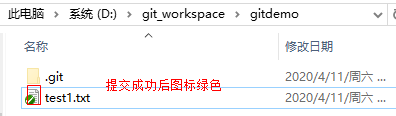 此电脑 > 系统 (D:) > git_workspace > gitdemo
名称 修改日期
.git 2020/4/11/周六 ...
提交成功后图标绿色
test1.txt 2020/4/11/周六 ...